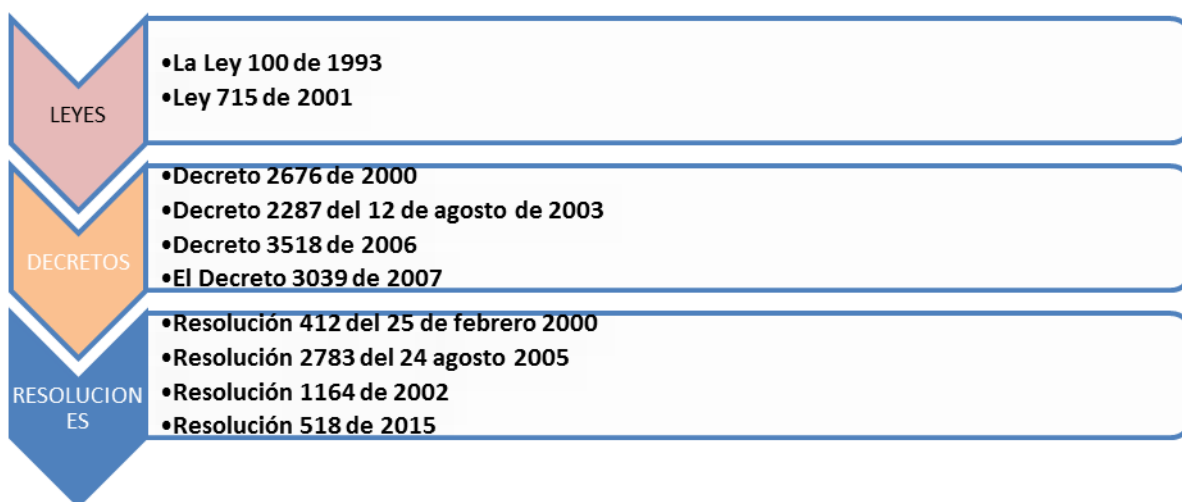 LEYES
•La Ley 100 de 1993
•Ley 715 de 2001
DECRETOS
•Decreto 2676 de 2000
•Decreto 2287 del 12 de agosto de 2003
•Decreto 3518 de 2006
•El Decreto 3039 de 2007
RESOLUCION
ES
•Resolución 412 del 25 de febrero 2000
•Resolución 2783 del 24 agosto 2005
•Resolución 1164 de 2002
•Resolución 518 de 2015